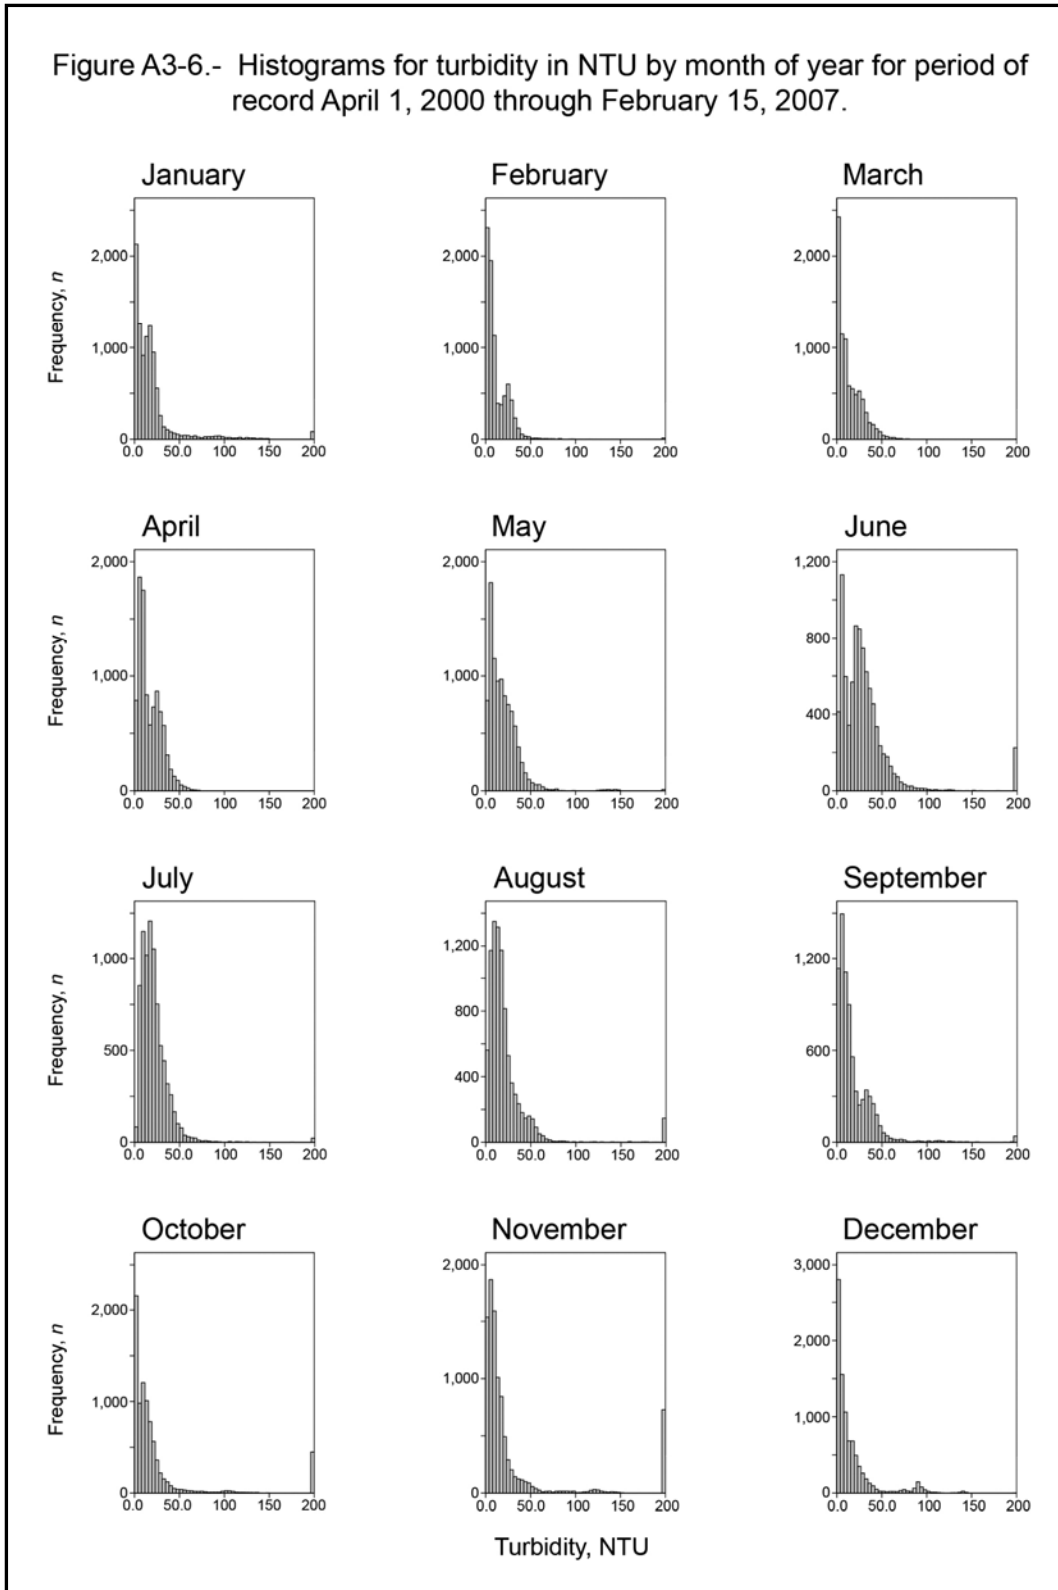 Figure A3-6.- Histograms for turbidity in NTU by month of year for period of
record April 1, 2000 through February 15, 2007.
January
February
March
Frequency, n
2,000
1,000
0
0.0 50.0 100 150 200
2,000
1,000
0
0.0 50.0 100 150 200
2,000
1,000
0
0.0 50.0 100 150 200
April
May
June
Frequency, n
2,000
1,000
0
0.0 50.0 100 150 200
2,000
1,000
0
0.0 50.0 100 150 200
1,200
800
400
0
0.0 50.0 100 150 200
July
August
September
Frequency, n
1,000
500
0
0.0 50.0 100 150 200
1,200
800
400
0
0.0 50.0 100 150 200
1,200
600
0
0.0 50.0 100 150 200
October
November
December
Frequency, n
2,000
1,000
0
0.0 50.0 100 150 200
2,000
1,000
0
0.0 50.0 100 150 200
3,000
2,000
1,000
0
0.0 50.0 100 150 200
Turbidity, NTU